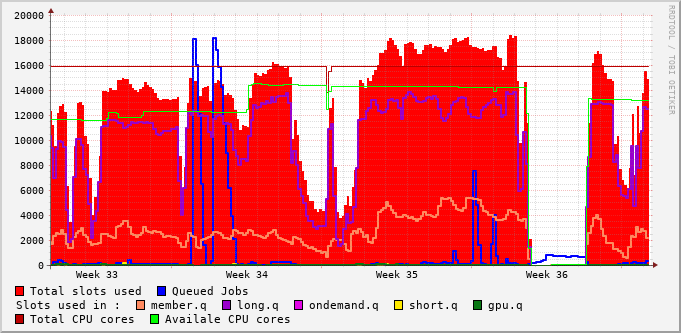 20000
18000
16000
14000
12000
10000
8000
6000
4000
2000
0
Week 33 Week 34 Week 35 Week 36
RRDTOOL / TOBI OETIKER
Total slots used Queued Jobs
Slots used in : member.q long.q ondemand.q short.q gpu.q
Total CPU cores Availale CPU cores